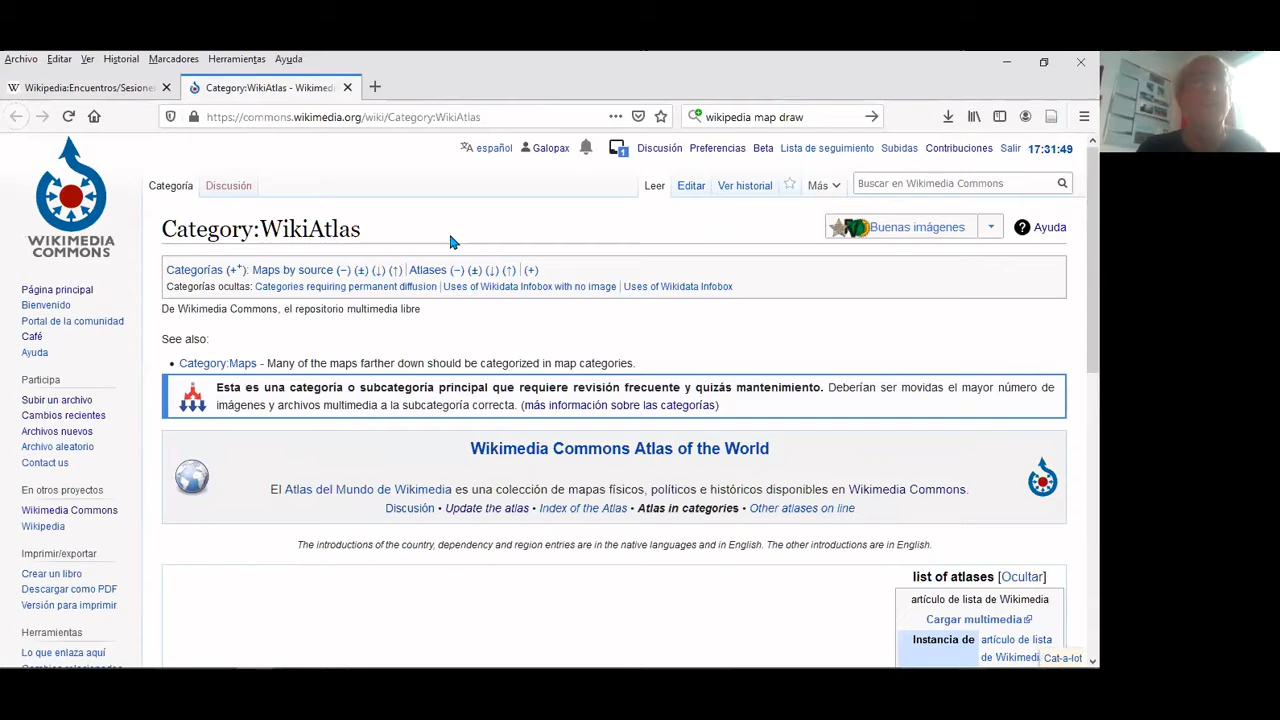 Archivo Editar Ver Historial Marcadores Herramientas Ayuda
Wikipedia:Encuentros/Sesione
Category:WikiAtlas - Wikimed
https://commons.wikimedia.org/wiki/Category:WikiAtlas
wikipedia map draw
español Galopax 1 Discusión Preferencias Beta Lista de seguimiento Subidas Contribuciones Salir 17:31:49
Categoría Discusión Leer Editar Ver historial Más Buscar en Wikimedia Commons
WIKIMEDIA
COMMONS
Category:WikiAtlas
Buenas imágenes
Ayuda
Categorías (+⁺): Maps by source (−) (±) (↓) (↑) | Atlases (−) (±) (↓) (↑) | (+)
Categorías ocultas: Categories requiring permanent diffusion | Uses of Wikidata Infobox with no image | Uses of Wikidata Infobox
De Wikimedia Commons, el repositorio multimedia libre
See also:
• Category:Maps - Many of the maps farther down should be categorized in map categories.
Esta es una categoría o subcategoría principal que requiere revisión frecuente y quizás mantenimiento. Deberían ser movidas el mayor número de
imágenes y archivos multimedia a la subcategoría correcta. (más información sobre las categorías)
Wikimedia Commons Atlas of the World
El Atlas del Mundo de Wikimedia es una colección de mapas físicos, políticos e históricos disponibles en Wikimedia Commons.
Discusión • Update the atlas • Index of the Atlas • Atlas in categories • Other atlases on line
The introductions of the country, dependency and region entries are in the native languages and in English. The other introductions are in English.
list of atlases [Ocultar]
artículo de lista de Wikimedia
Cargar multimedia
Instancia de artículo de lista
de Wikimedi
Cat-a-lot
Página principal
Bienvenido
Portal de la comunidad
Café
Ayuda
Participa
Subir un archivo
Cambios recientes
Archivos nuevos
Archivo aleatorio
Contact us
En otros proyectos
Wikimedia Commons
Wikipedia
Imprimir/exportar
Crear un libro
Descargar como PDF
Versión para imprimir
Herramientas
Lo que enlaza aquí